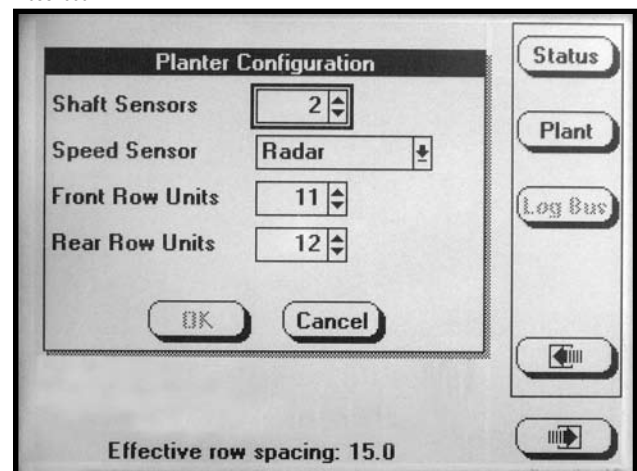 Planter Configuration
Shaft Sensors 2
Speed Sensor Radar
Front Row Units 11
Rear Row Units 12
OK Cancel
Effective row spacing: 15.0
Status
Plant
Log Bus